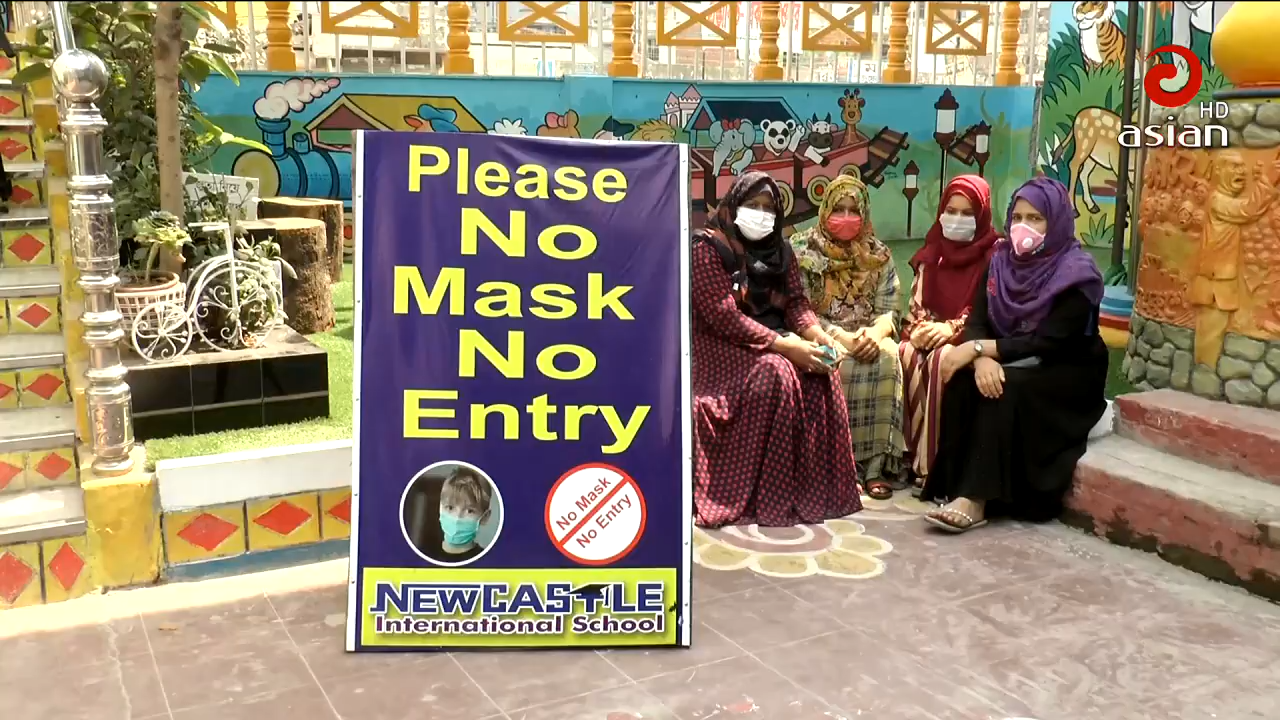 Please
No
Mask
No
Entry
No Mask
No Entry
NEWCASTLE
International School
HD
asian